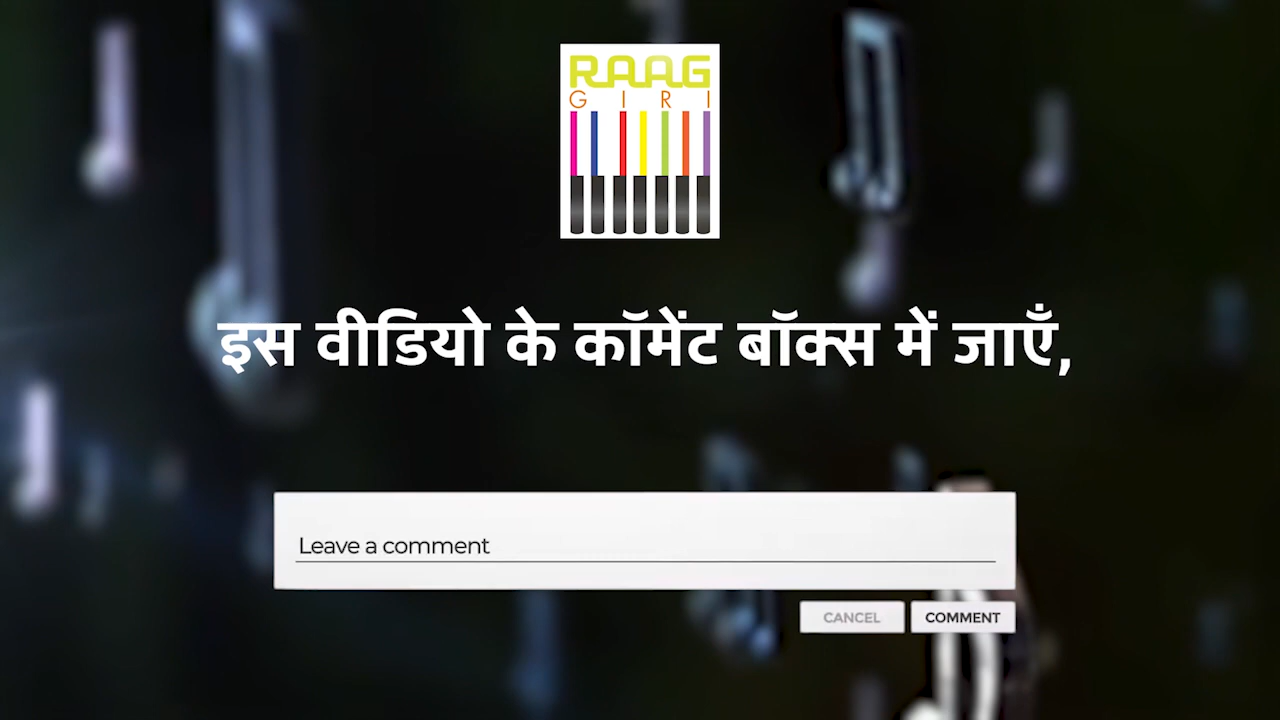 RAAG
GIRI
इस वीडियो के कॉमेंट बॉक्स में जाएँ,
Leave a comment
CANCEL COMMENT